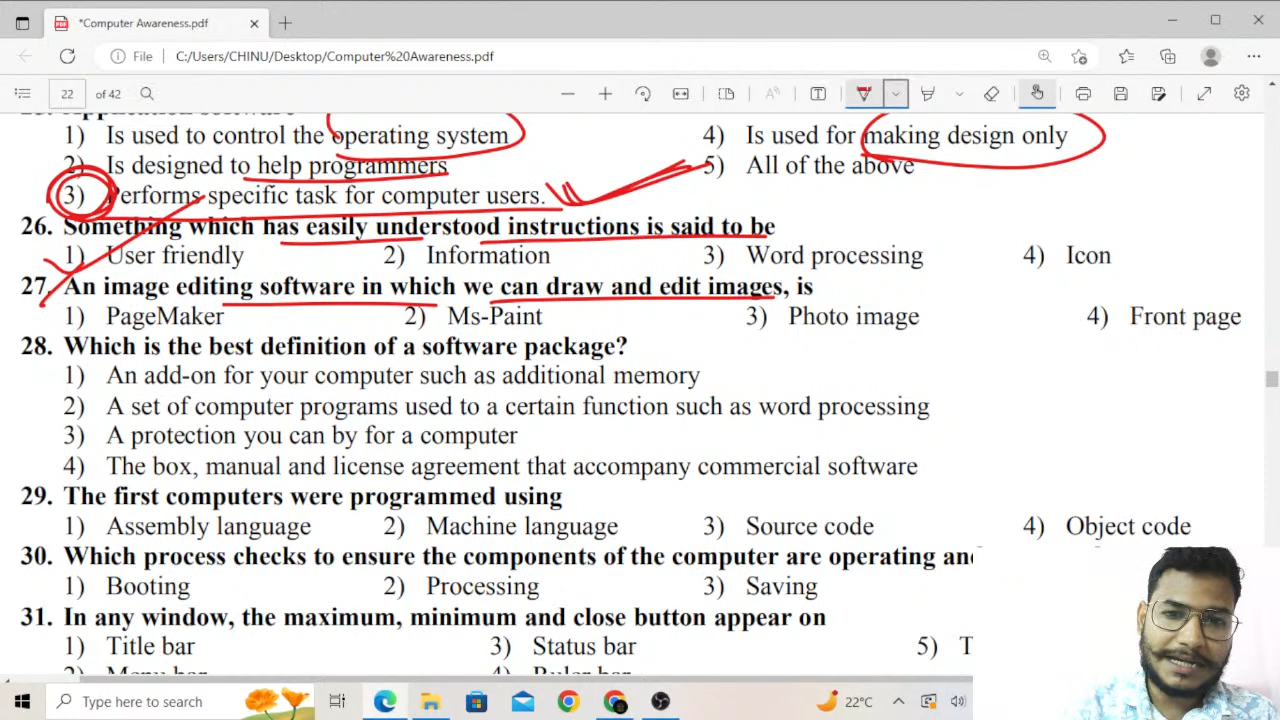 *Computer Awareness.pdf
File C:/Users/CHINU/Desktop/Computer%20Awareness.pdf
22 of 42
1) Is used to control the operating system 4) Is used for making design only
2) Is designed to help programmers 5) All of the above
3) Performs specific task for computer users.
26. Something which has easily understood instructions is said to be
1) User friendly 2) Information 3) Word processing 4) Icon
27. An image editing software in which we can draw and edit images, is
1) PageMaker 2) Ms-Paint 3) Photo image 4) Front page
28. Which is the best definition of a software package?
1) An add-on for your computer such as additional memory
2) A set of computer programs used to a certain function such as word processing
3) A protection you can by for a computer
4) The box, manual and license agreement that accompany commercial software
29. The first computers were programmed using
1) Assembly language 2) Machine language 3) Source code 4) Object code
30. Which process checks to ensure the components of the computer are operating and
1) Booting 2) Processing 3) Saving
31. In any window, the maximum, minimum and close button appear on
1) Title bar 3) Status bar 5) T
Type here to search 22°C